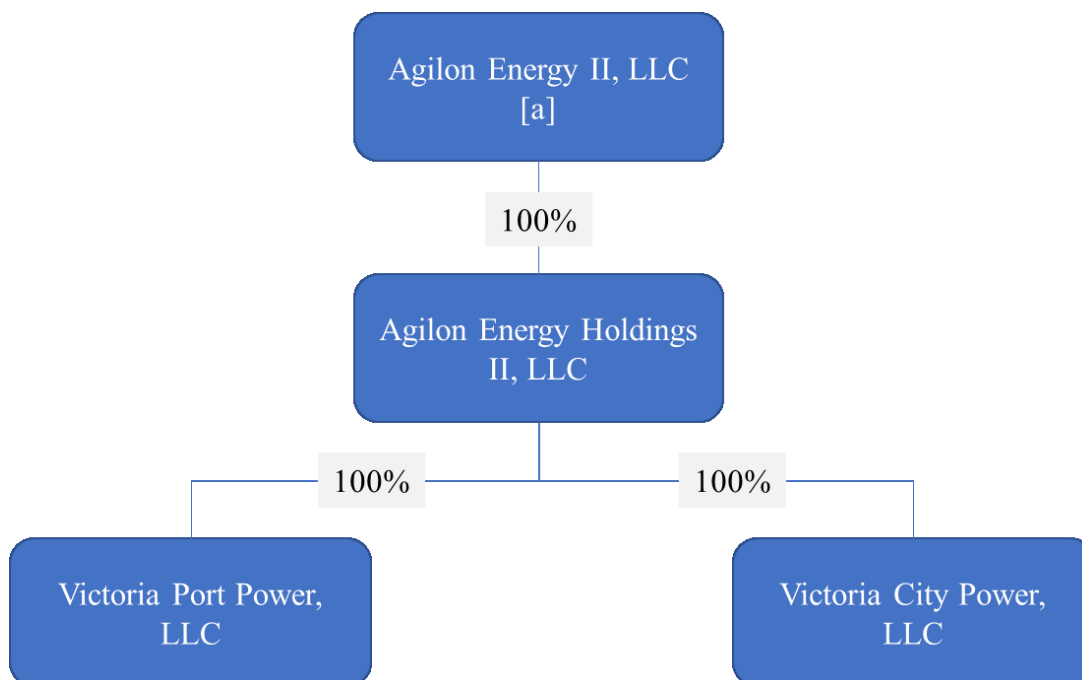 Agilon Energy II, LLC
[a]
100%
Agilon Energy Holdings
II, LLC
100%
100%
Victoria Port Power,
LLC
Victoria City Power,
LLC